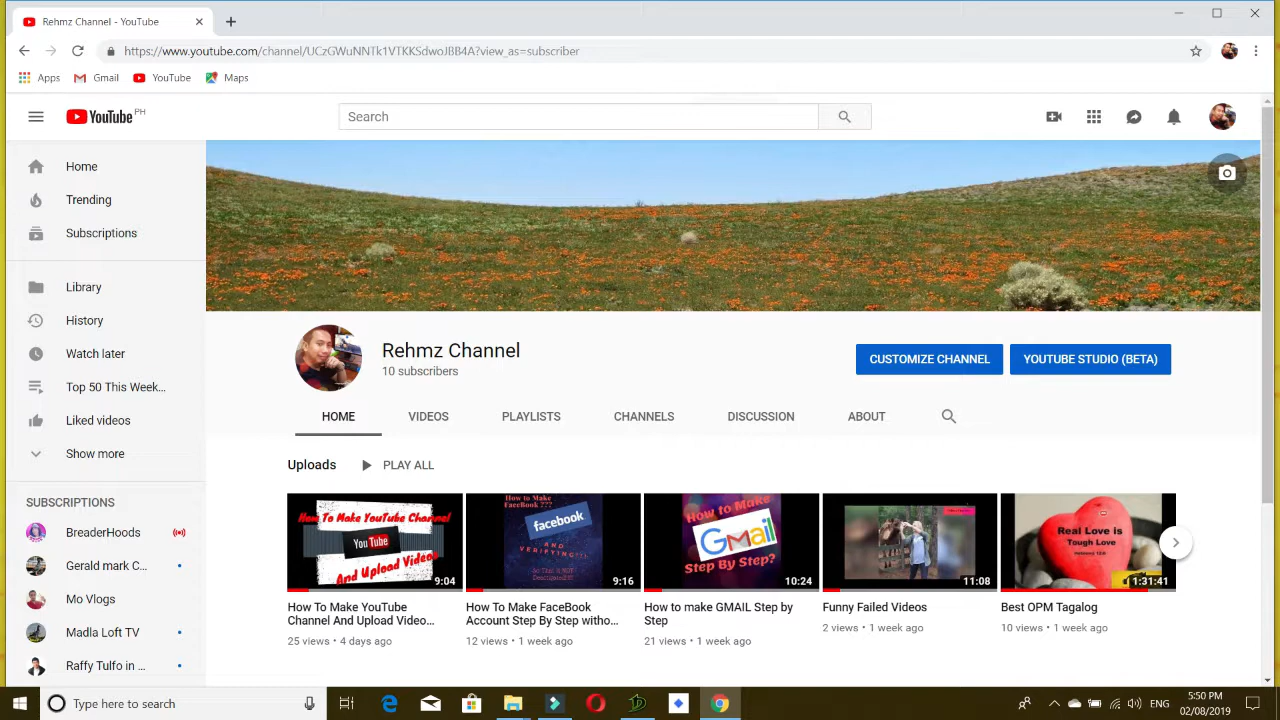 Rehmz Channel - YouTube
https://www.youtube.com/channel/UCzGWuNNTk1VTKKSdwoJBB4A?view_as=subscriber
Apps Gmail YouTube Maps
YouTube PH
Search
Home
Trending
Subscriptions
Library
History
Watch later
Top 50 This Week...
Liked videos
Show more
SUBSCRIPTIONS
BreaderHoods
Gerald mark C...
Mo Vlogs
Madla Loft TV
Raffy Tulfo in ...
Rehmz Channel
10 subscribers
CUSTOMIZE CHANNEL
YOUTUBE STUDIO (BETA)
HOME VIDEOS PLAYLISTS CHANNELS DISCUSSION ABOUT
Uploads PLAY ALL
How To Make YouTube Channel
YouTube
And Upload Videos
9:04
How To Make YouTube
Channel And Upload Video...
25 views • 4 days ago
How to Make
FaceBook ???
facebook
AND
VERIFYING!!!
9:16
How To Make FaceBook
Account Step By Step witho...
12 views • 1 week ago
How to Make
Gmail
Step By Step?
10:24
How to make GMAIL Step by
Step
21 views • 1 week ago
11:08
Funny Failed Videos
2 views • 1 week ago
Real Love is
Tough Love
1:31:41
Best OPM Tagalog
10 views • 1 week ago
Type here to search
ENG
5:50 PM
02/08/2019